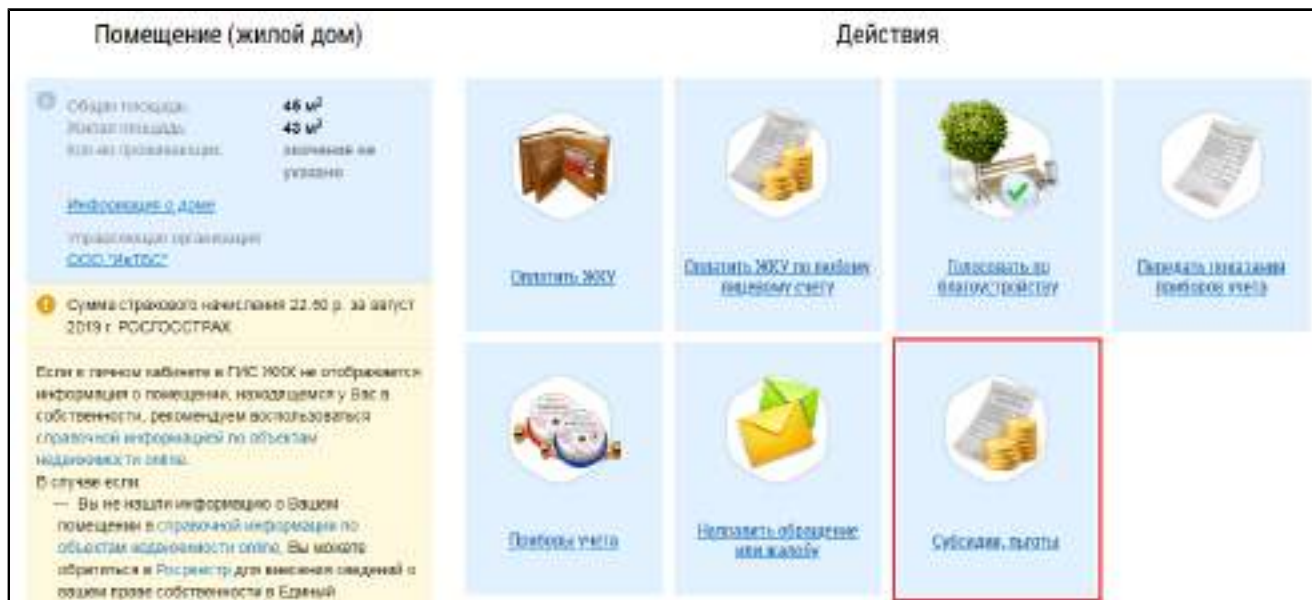 Помещение (жилой дом)
Действия
Общая площадь: 46 м²
Жилая площадь: 43 м²
Кол-во проживающих: значение не
указано
Информация о доме
Управляющая организация
Сумма страхового начисления 22.60 р. за август
2019 г. РОСГОССТРАХ
Если в личном кабинете в ГИС ЖКХ не отображается
информация о помещении, находящемся у Вас в
собственности, рекомендуем воспользоваться
справочной информацией по объектам
недвижимости online.
В случае если
— Вы не нашли информацию о Вашем
помещении в справочной информации по
объектам недвижимости online, Вы можете
обратиться в Росреестр для внесения сведений о
вашем праве собственности в Единый
Оплатить ЖКУ
Оплатить ЖКУ по любому
лицевому счету
Голосовать по
благоустройству
Передать показания
приборов учета
Приборы учета
Направить обращение
или жалобу
Субсидии, льготы